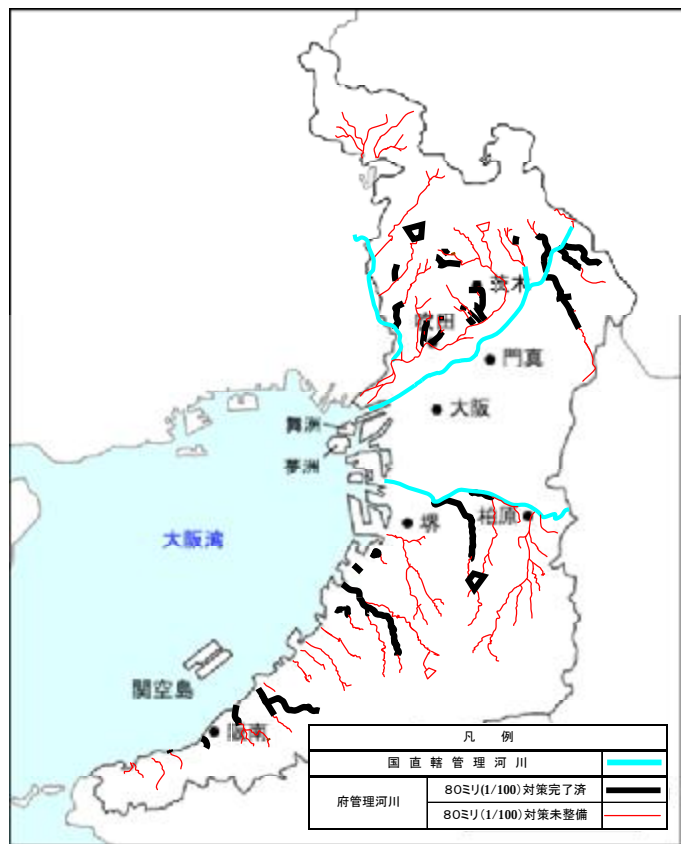 茨木
吹田
門真
大阪
舞洲
夢洲
堺
柏原
大阪湾
関空島
阪南
凡 例
国 直 轄 管 理 河 川
府管理河川
80ミリ(1/100)対策完了済
80ミリ(1/100)対策未整備